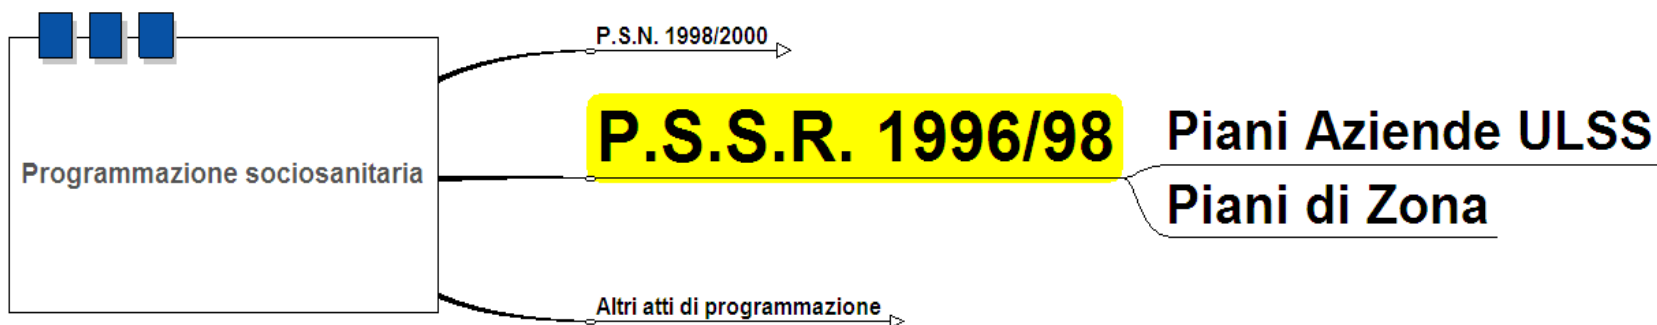 Programmazione sociosanitaria
P.S.N. 1998/2000
P.S.S.R. 1996/98
Piani Aziende ULSS
Piani di Zona
Altri atti di programmazione